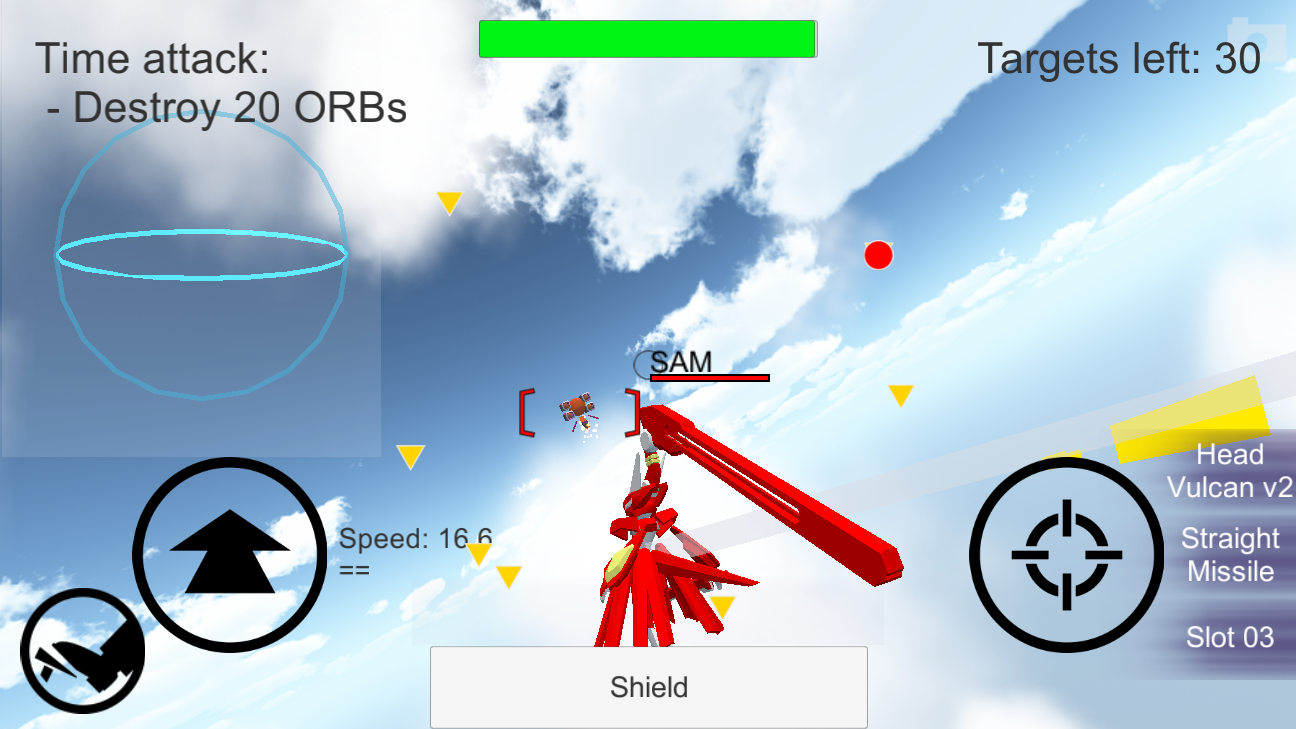 Time attack:
- Destroy 20 ORBs
Targets left: 30
SAM
Speed: 16.6
==
Head
Vulcan v2
Straight
Missile
Slot 03
Shield